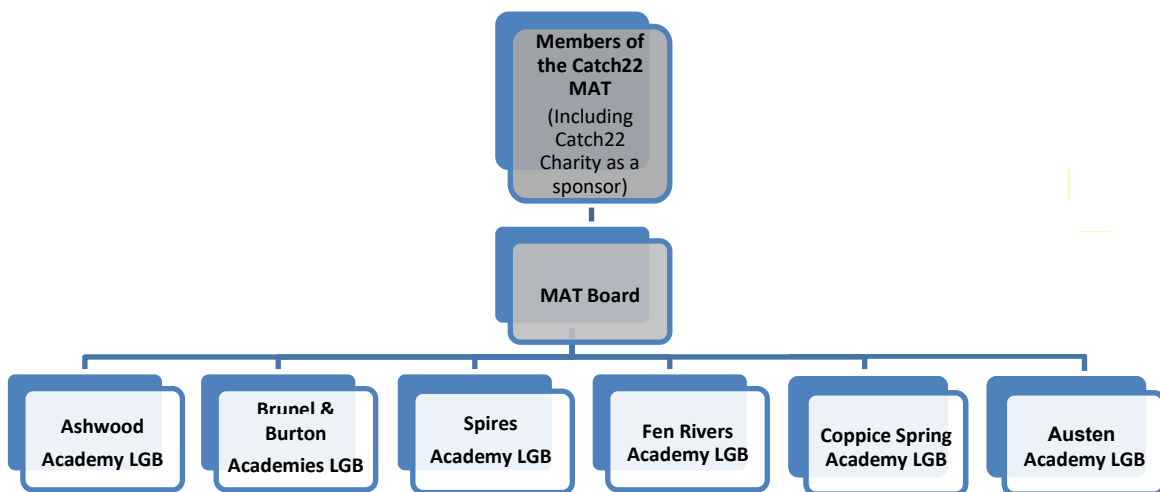 Members of
the Catch22
MAT
(Including
Catch22
Charity as a
sponsor)
MAT Board
Ashwood
Academy LGB
Brunel &
Burton
Academies LGB
Spires
Academy LGB
Fen Rivers
Academy LGB
Coppice Spring
Academy LGB
Austen
Academy LGB